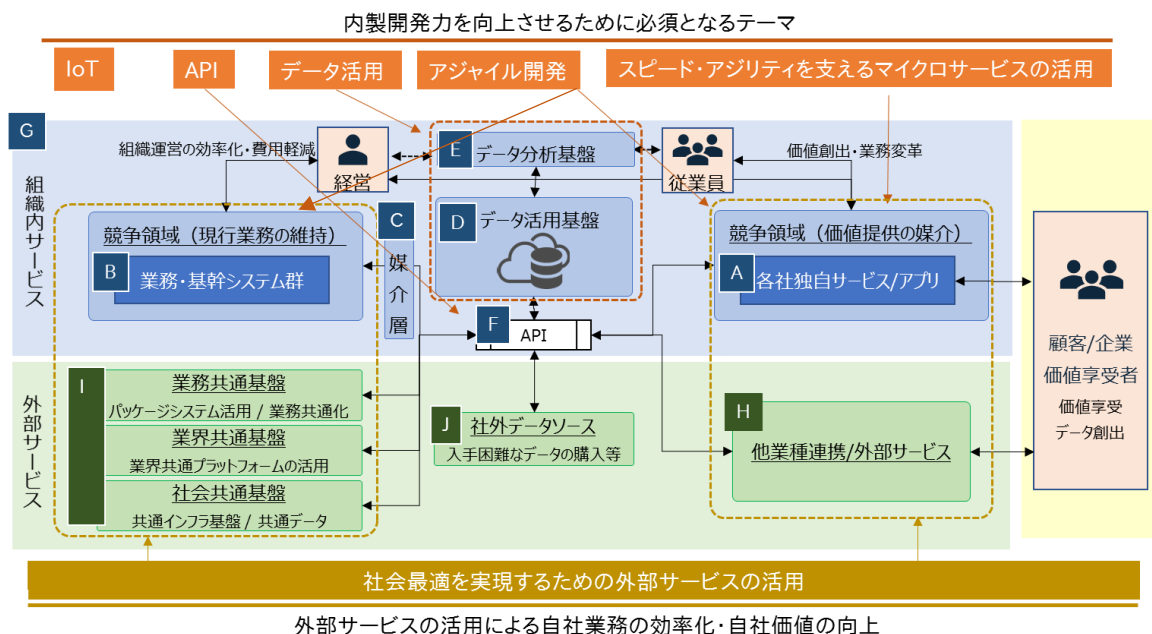 内製開発力を向上させるために必須となるテーマ
IoT
API
データ活用
アジャイル開発
スピード・アジリティを支えるマイクロサービスの活用
G
組織内サービス
組織運営の効率化・費用軽減
経営
E
データ分析基盤
従業員
価値創出・業務変革
競争領域（現行業務の維持）
B
業務・基幹システム群
C
媒介層
D
データ活用基盤
競争領域（価値提供の媒介）
A
各社独自サービス/アプリ
F
API
顧客/企業
価値享受者
価値享受
データ創出
外部サービス
I
業務共通基盤
パッケージシステム活用 / 業務共通化
業界共通基盤
業界共通プラットフォームの活用
社会共通基盤
共通インフラ基盤 / 共通データ
J
社外データソース
入手困難なデータの購入等
H
他業種連携/外部サービス
社会最適を実現するための外部サービスの活用
外部サービスの活用による自社業務の効率化・自社価値の向上